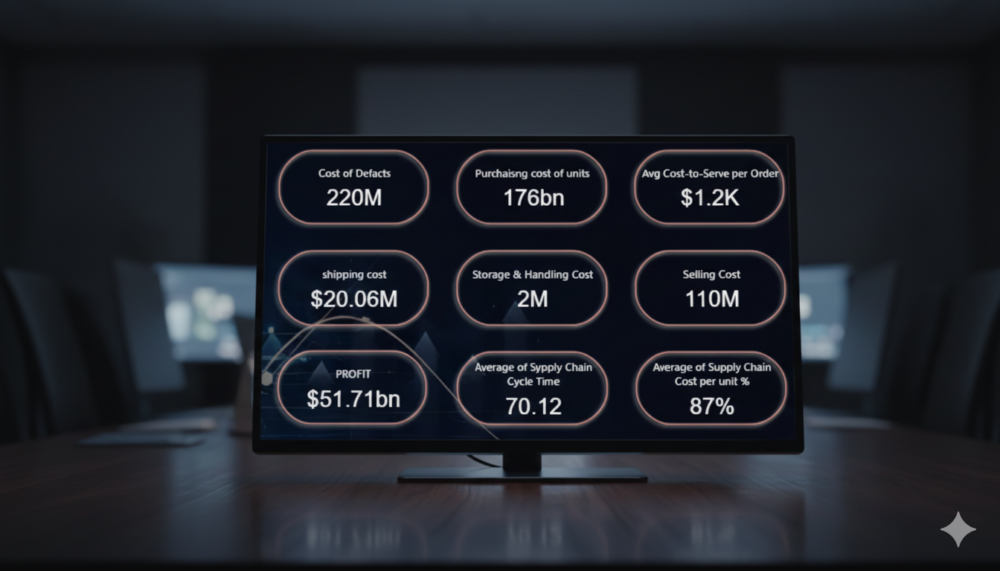 Cost of Defacts
220M
Purchaisng cost of units
176bn
Avg Cost-to-Serve per Order
$1.2K
shipping cost
$20.06M
Storage & Handling Cost
2M
Selling Cost
110M
PROFIT
$51.71bn
Average of Sypply Chain
Cycle Time
70.12
Average of Supply Chain
Cost per unit %
87%